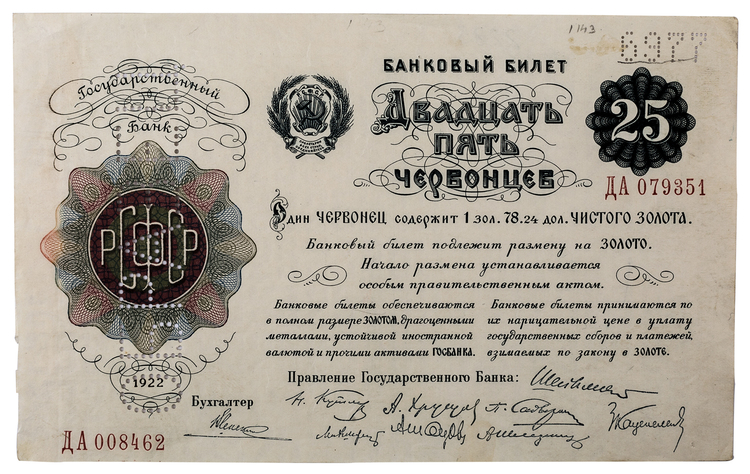 1143
6977
Государственный
Банк
БАНКОВЫЙ БИЛЕТ
Двадцать
пять
червонцев
25
ДА 079351
Один ЧЕРВОНЕЦ содержит 1 зол. 78.24 дол. ЧИСТОГО ЗОЛОТА.
Банковый билет подлежит размену на ЗОЛОТО.
Начало размена устанавливается
особым правительственным актом.
РСФСР
Банковые билеты обеспечиваются
в полном размере ЗОЛОТОМ, драгоценными
металлами, устойчивой иностранной
валютой и прочими активами ГОСБАНКА.
Банковые билеты принимаются по
их нарицательной цене в уплату
государственных сборов и платежей,
взимаемых по закону в ЗОЛОТЕ.
1922
Правление Государственного Банка:
Бухгалтер
ДА 008462